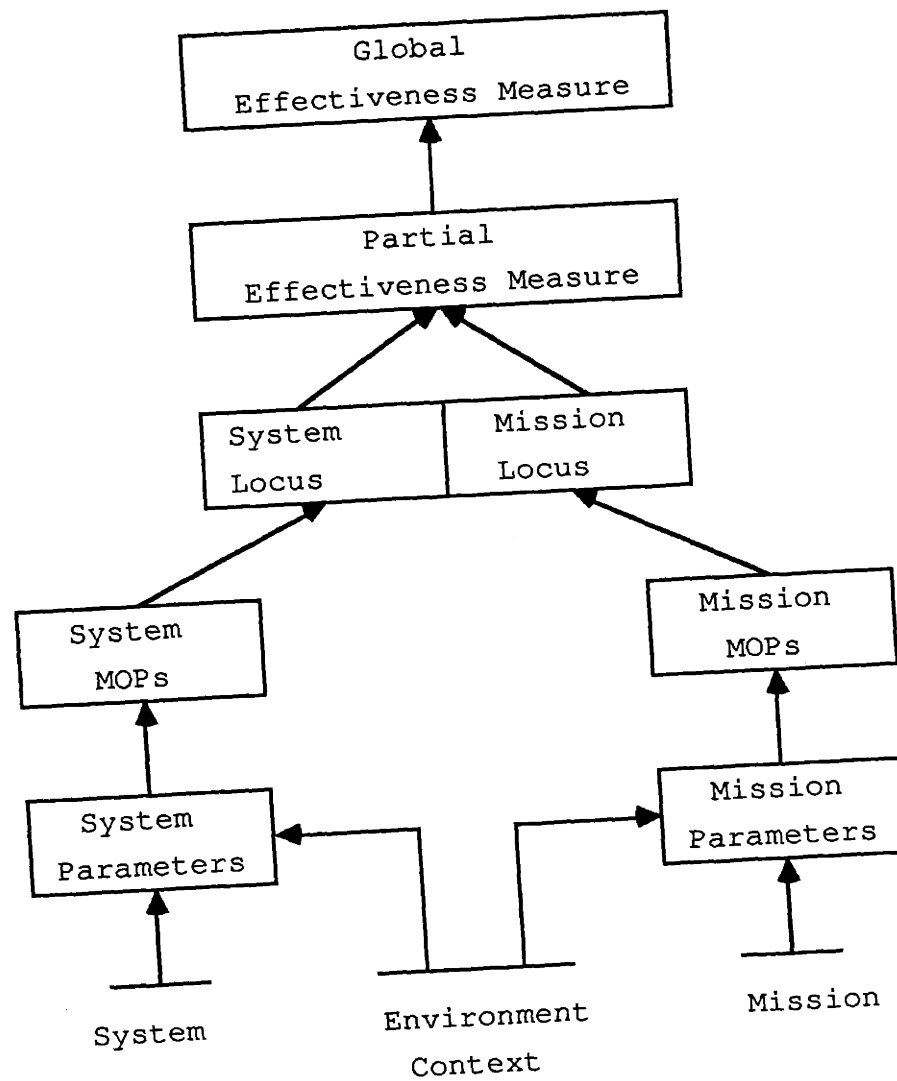 Global
Effectiveness Measure
Partial
Effectiveness Measure
System
Locus
Mission
Locus
System
MOPs
Mission
MOPs
System
Parameters
Mission
Parameters
System
Environment
Context
Mission